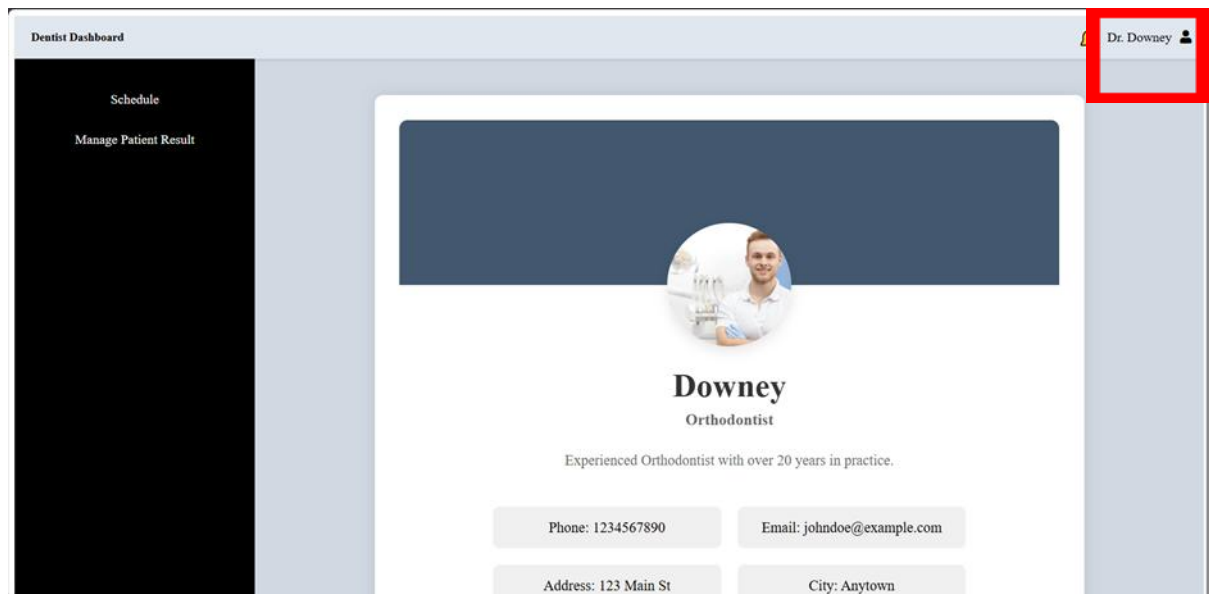 Dentist Dashboard
Dr. Downey
Schedule
Manage Patient Result
Downey
Orthodontist
Experienced Orthodontist with over 20 years in practice.
Phone: 1234567890
Email: johndoe@example.com
Address: 123 Main St
City: Anytown